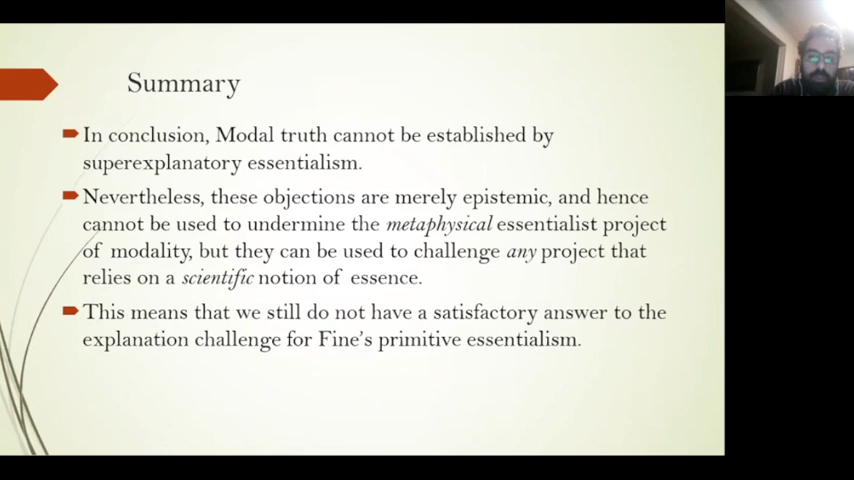 Summary
In conclusion, Modal truth cannot be established by
superexplanatory essentialism.
Nevertheless, these objections are merely epistemic, and hence
cannot be used to undermine the metaphysical essentialist project
of modality, but they can be used to challenge any project that
relies on a scientific notion of essence.
This means that we still do not have a satisfactory answer to the
explanation challenge for Fine's primitive essentialism.